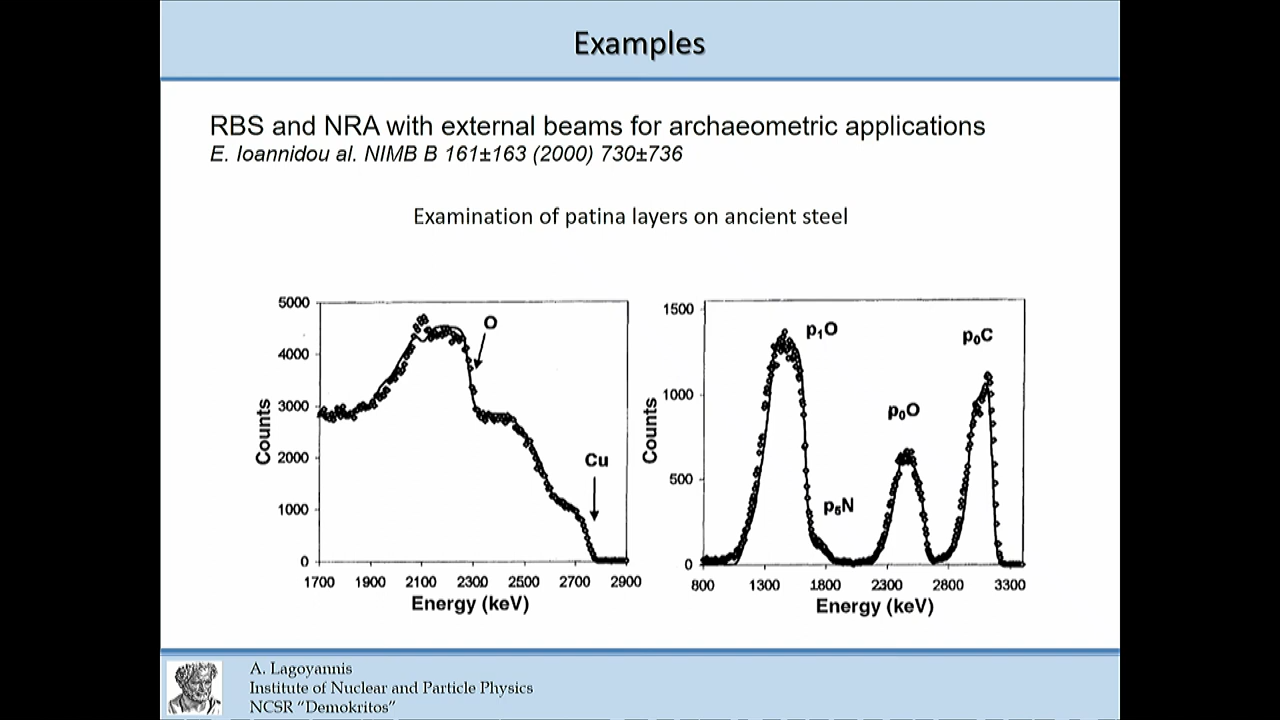 Examples
RBS and NRA with external beams for archaeometric applications
E. Ioannidou al. NIMB B 161±163 (2000) 730±736
Examination of patina layers on ancient steel
5000
4000
3000
2000
1000
0
Counts
O
Cu
1700 1900 2100 2300 2500 2700 2900
Energy (keV)
1500
1000
500
0
Counts
p₁O
p₅N
p₀O
p₀C
800 1300 1800 2300 2800 3300
Energy (keV)
A. Lagoyannis
Institute of Nuclear and Particle Physics
NCSR “Demokritos”